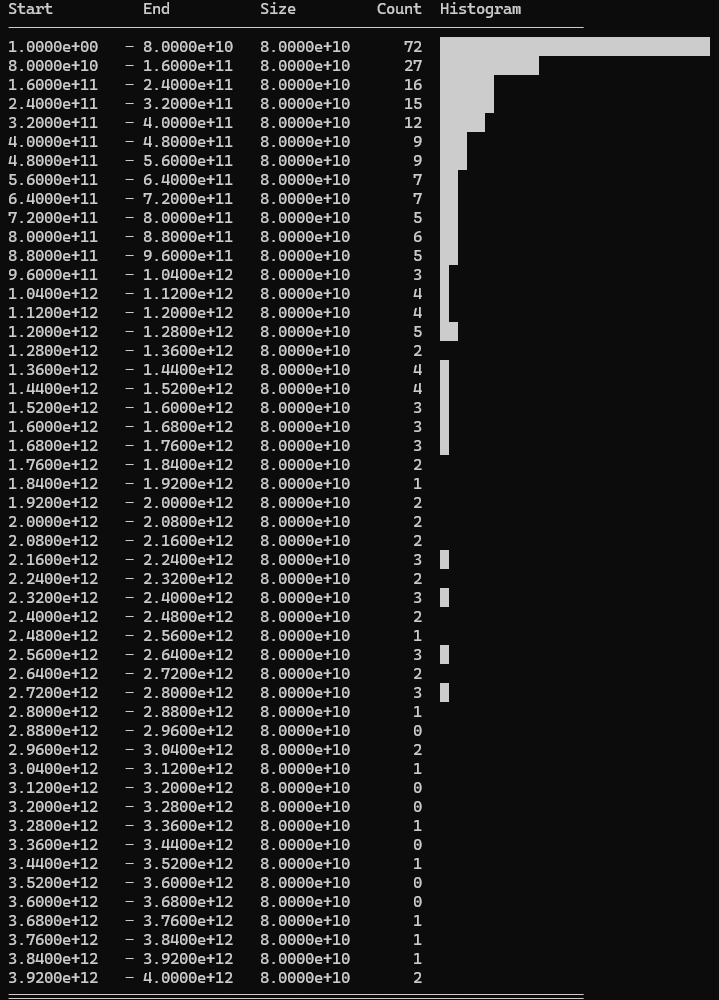 Start End Size Count Histogram
1.0000e+00 - 8.0000e+10 8.0000e+10 72
8.0000e+10 - 1.6000e+11 8.0000e+10 27
1.6000e+11 - 2.4000e+11 8.0000e+10 16
2.4000e+11 - 3.2000e+11 8.0000e+10 15
3.2000e+11 - 4.0000e+11 8.0000e+10 12
4.0000e+11 - 4.8000e+11 8.0000e+10 9
4.8000e+11 - 5.6000e+11 8.0000e+10 9
5.6000e+11 - 6.4000e+11 8.0000e+10 7
6.4000e+11 - 7.2000e+11 8.0000e+10 7
7.2000e+11 - 8.0000e+11 8.0000e+10 5
8.0000e+11 - 8.8000e+11 8.0000e+10 6
8.8000e+11 - 9.6000e+11 8.0000e+10 5
9.6000e+11 - 1.0400e+12 8.0000e+10 3
1.0400e+12 - 1.1200e+12 8.0000e+10 4
1.1200e+12 - 1.2000e+12 8.0000e+10 4
1.2000e+12 - 1.2800e+12 8.0000e+10 5
1.2800e+12 - 1.3600e+12 8.0000e+10 2
1.3600e+12 - 1.4400e+12 8.0000e+10 4
1.4400e+12 - 1.5200e+12 8.0000e+10 4
1.5200e+12 - 1.6000e+12 8.0000e+10 3
1.6000e+12 - 1.6800e+12 8.0000e+10 3
1.6800e+12 - 1.7600e+12 8.0000e+10 3
1.7600e+12 - 1.8400e+12 8.0000e+10 2
1.8400e+12 - 1.9200e+12 8.0000e+10 1
1.9200e+12 - 2.0000e+12 8.0000e+10 2
2.0000e+12 - 2.0800e+12 8.0000e+10 2
2.0800e+12 - 2.1600e+12 8.0000e+10 2
2.1600e+12 - 2.2400e+12 8.0000e+10 3
2.2400e+12 - 2.3200e+12 8.0000e+10 2
2.3200e+12 - 2.4000e+12 8.0000e+10 3
2.4000e+12 - 2.4800e+12 8.0000e+10 2
2.4800e+12 - 2.5600e+12 8.0000e+10 1
2.5600e+12 - 2.6400e+12 8.0000e+10 3
2.6400e+12 - 2.7200e+12 8.0000e+10 2
2.7200e+12 - 2.8000e+12 8.0000e+10 3
2.8000e+12 - 2.8800e+12 8.0000e+10 1
2.8800e+12 - 2.9600e+12 8.0000e+10 0
2.9600e+12 - 3.0400e+12 8.0000e+10 2
3.0400e+12 - 3.1200e+12 8.0000e+10 1
3.1200e+12 - 3.2000e+12 8.0000e+10 0
3.2000e+12 - 3.2800e+12 8.0000e+10 0
3.2800e+12 - 3.3600e+12 8.0000e+10 1
3.3600e+12 - 3.4400e+12 8.0000e+10 0
3.4400e+12 - 3.5200e+12 8.0000e+10 1
3.5200e+12 - 3.6000e+12 8.0000e+10 0
3.6000e+12 - 3.6800e+12 8.0000e+10 0
3.6800e+12 - 3.7600e+12 8.0000e+10 1
3.7600e+12 - 3.8400e+12 8.0000e+10 1
3.8400e+12 - 3.9200e+12 8.0000e+10 1
3.9200e+12 - 4.0000e+12 8.0000e+10 2